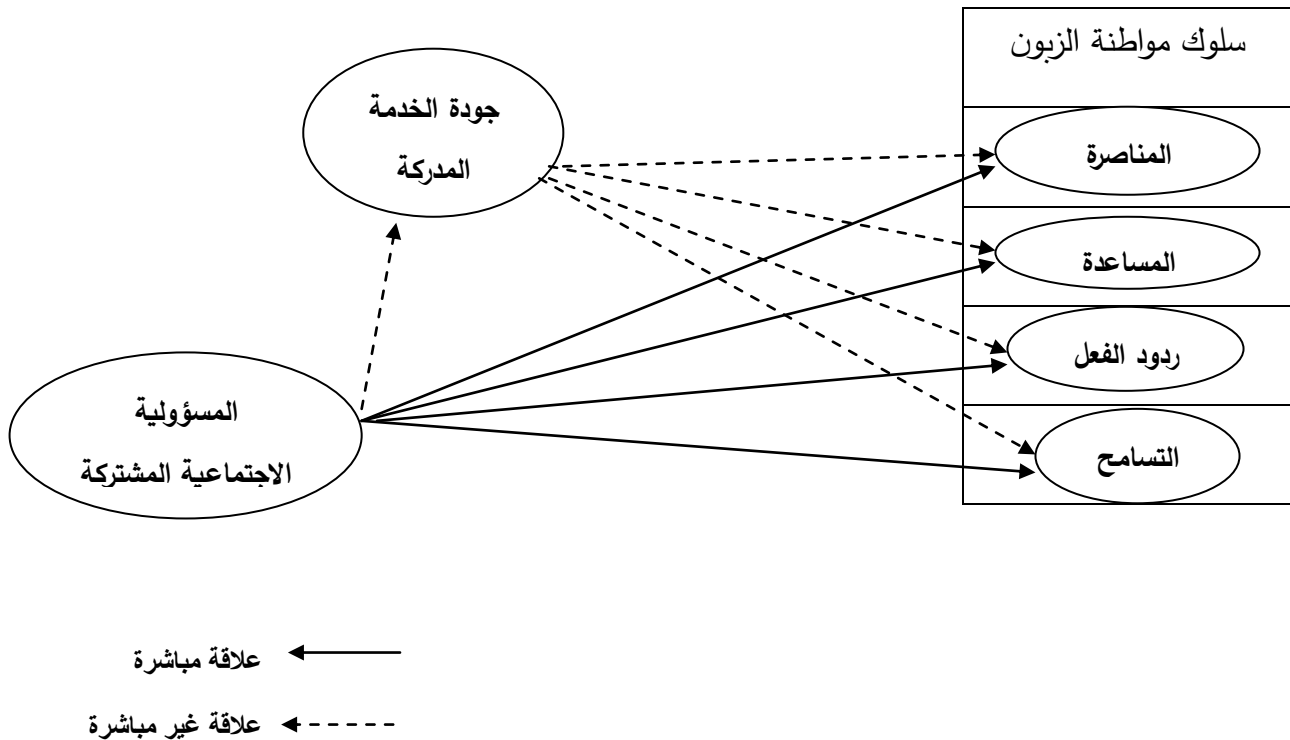 سلوك مواطنة الزبون
جودة الخدمة
المدركة
المناصرة
المساعدة
ردود الفعل
التسامح
المسؤولية
الاجتماعية المشتركة
علاقة مباشرة
علاقة غير مباشرة